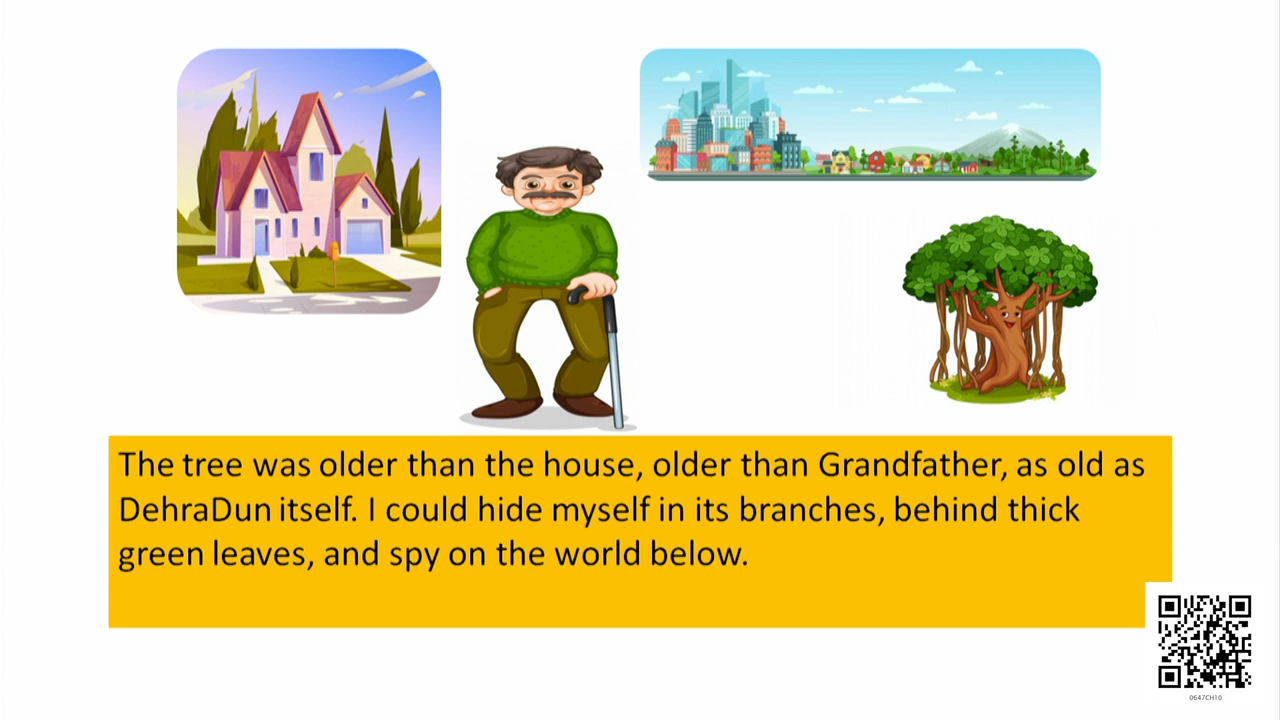 The tree was older than the house, older than Grandfather, as old as
DehraDun itself. I could hide myself in its branches, behind thick
green leaves, and spy on the world below.
0647CH10